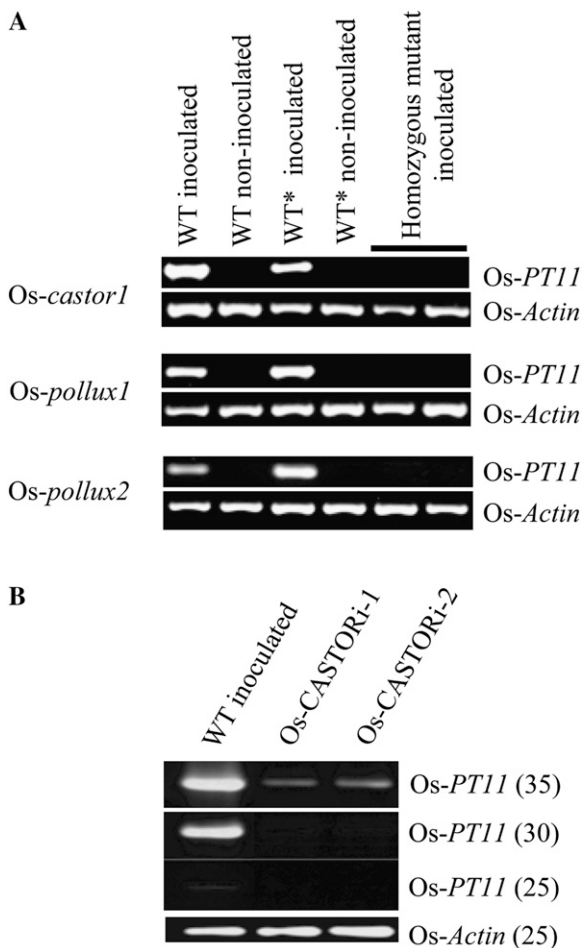 A
WT inoculated
WT non-inoculated
WT* inoculated
WT* non-inoculated
Homozygous mutant
inoculated
Os-castor1
Os-PT11
Os-Actin
Os-pollux1
Os-PT11
Os-Actin
Os-pollux2
Os-PT11
Os-Actin
B
WT inoculated
Os-CASTORi-1
Os-CASTORi-2
Os-PT11 (35)
Os-PT11 (30)
Os-PT11 (25)
Os-Actin (25)